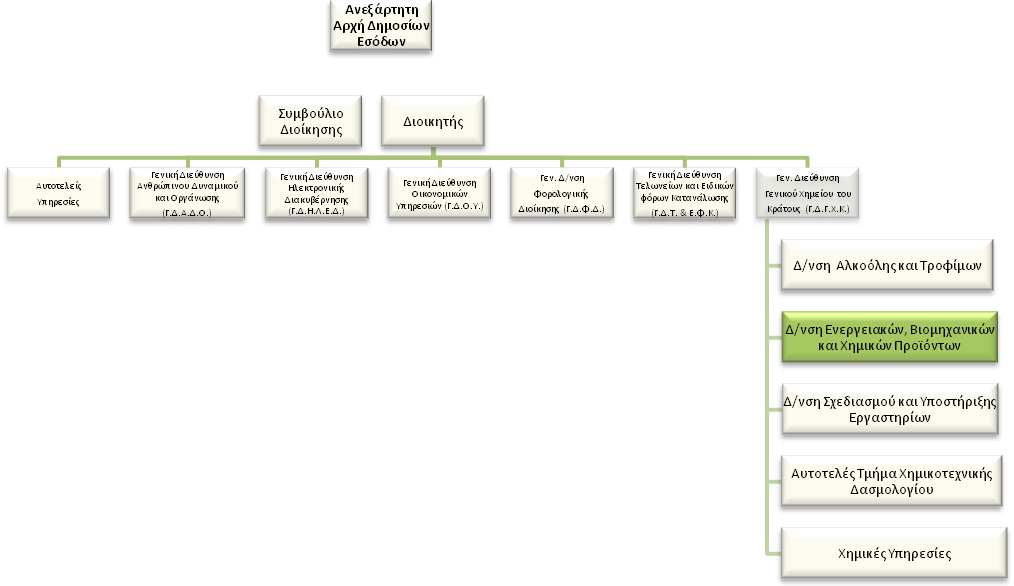 Ανεξάρτητη
Αρχή Δημοσίων
Εσόδων
Συμβούλιο
Διοίκησης
Διοικητής
Αυτοτελείς
Υπηρεσίες
Γενική Διεύθυνση
Ανθρώπινου Δυναμικού
και Οργάνωσης
(Γ.Δ.Α.Δ.Ο.)
Γενική Διεύθυνση
Ηλεκτρονικής
Διακυβέρνησης
(Γ.Δ.ΗΛ.Ε.Δ.)
Γενική Διεύθυνση
Οικονομικών
Υπηρεσιών (Γ.Δ.Ο.Υ.)
Γεν. Δ/νση
Φορολογικής
Διοίκησης (Γ.Δ.Φ.Δ.)
Γενική Διεύθυνση
Τελωνείων και Ειδικών
φόρων Κατανάλωσης
(Γ.Δ.Τ. & Ε.Φ.Κ.)
Γεν. Διεύθυνση
Γενικού Χημείου του
Κράτους (Γ.Δ.Γ.Χ.Κ.)
Δ/νση Αλκοόλης και Τροφίμων
Δ/νση Ενεργειακών, Βιομηχανικών
και Χημικών Προϊόντων
Δ/νση Σχεδιασμού και Υποστήριξης
Εργαστηρίων
Αυτοτελές Τμήμα Χημικοτεχνικής
Δασμολογίου
Χημικές Υπηρεσίες